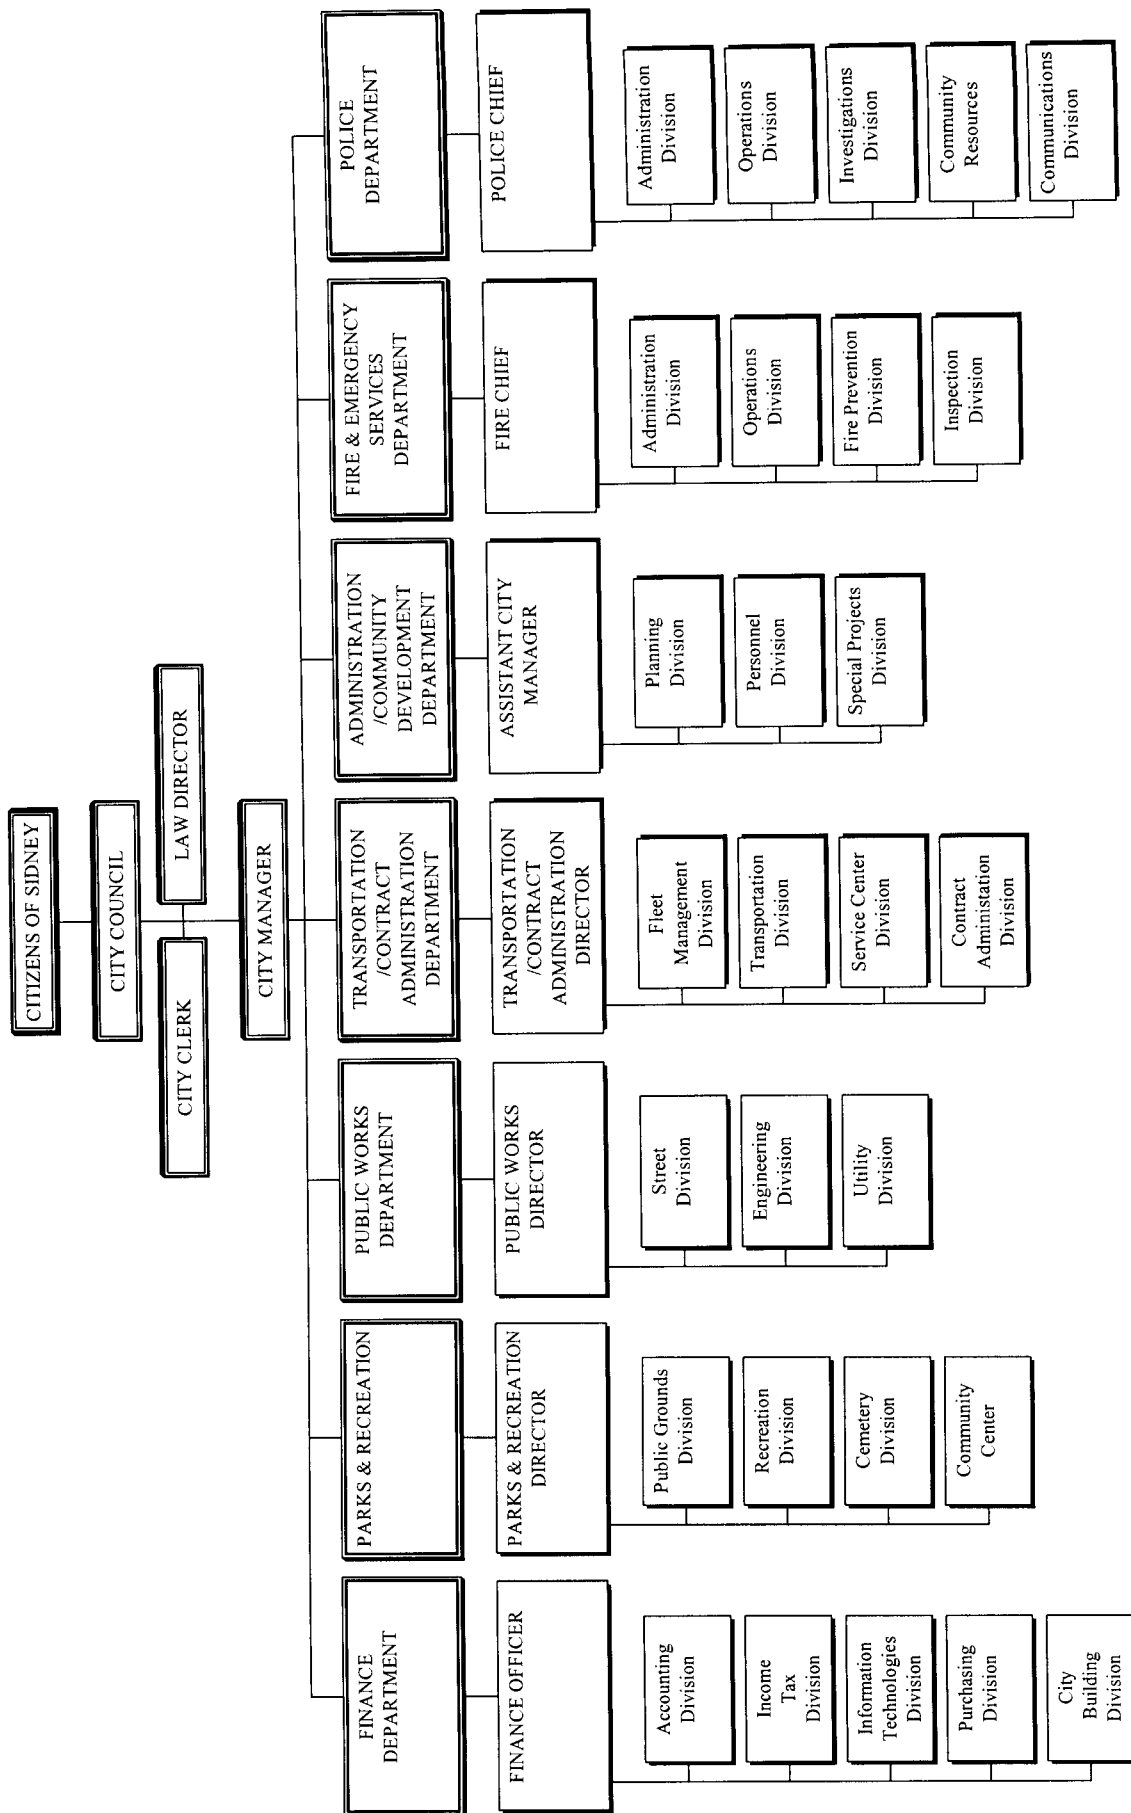 CITIZENS OF SIDNEY
CITY COUNCIL
CITY CLERK
LAW DIRECTOR
CITY MANAGER
FINANCE
DEPARTMENT
FINANCE OFFICER
Accounting
Division
Income
Tax
Division
Information
Technologies
Division
Purchasing
Division
City
Building
Division
PARKS & RECREATION
PARKS & RECREATION
DIRECTOR
Public Grounds
Division
Recreation
Division
Cemetery
Division
Community
Center
PUBLIC WORKS
DEPARTMENT
PUBLIC WORKS
DIRECTOR
Street
Division
Engineering
Division
Utility
Division
TRANSPORTATION
/CONTRACT
ADMINISTRATION
DEPARTMENT
TRANSPORTATION
/CONTRACT
ADMINISTRATION
DIRECTOR
Fleet
Management
Division
Transportation
Division
Service Center
Division
Contract
Administation
Division
ADMINISTRATION
/COMMUNITY
DEVELOPMENT
DEPARTMENT
ASSISTANT CITY
MANAGER
Planning
Division
Personnel
Division
Special Projects
Division
FIRE & EMERGENCY
SERVICES
DEPARTMENT
FIRE CHIEF
Administration
Division
Operations
Division
Fire Prevention
Division
Inspection
Division
POLICE
DEPARTMENT
POLICE CHIEF
Administration
Division
Operations
Division
Investigations
Division
Community
Resources
Communications
Division